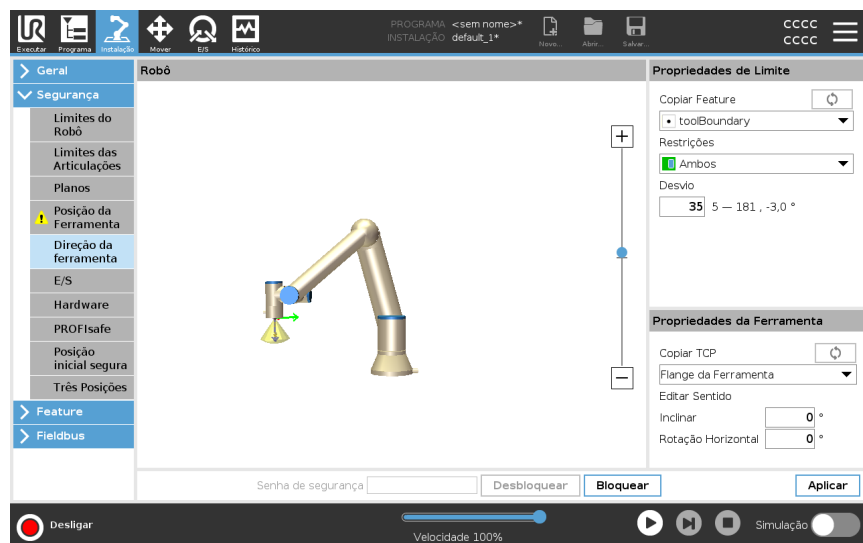 PROGRAMA <sem nome>*
INSTALAÇÃO default_1*
Executar Programa Instalação Mover E/S Histórico Novo... Abrir... Salvar...
CCCC
CCCC
Geral
Segurança
Limites do Robô
Limites das Articulações
Planos
Posição da Ferramenta
Direção da ferramenta
E/S
Hardware
PROFIsafe
Posição inicial segura
Três Posições
Feature
Fieldbus
Robô
Propriedades de Limite
Copiar Feature
toolBoundary
Restrições
Ambos
Desvio
35 5 — 181 , -3,0 °
Propriedades da Ferramenta
Copiar TCP
Flange da Ferramenta
Editar Sentido
Inclinar 0 °
Rotação Horizontal 0 °
Senha de segurança Desbloquear Bloquear Aplicar
Desligar
Velocidade 100%
Simulação